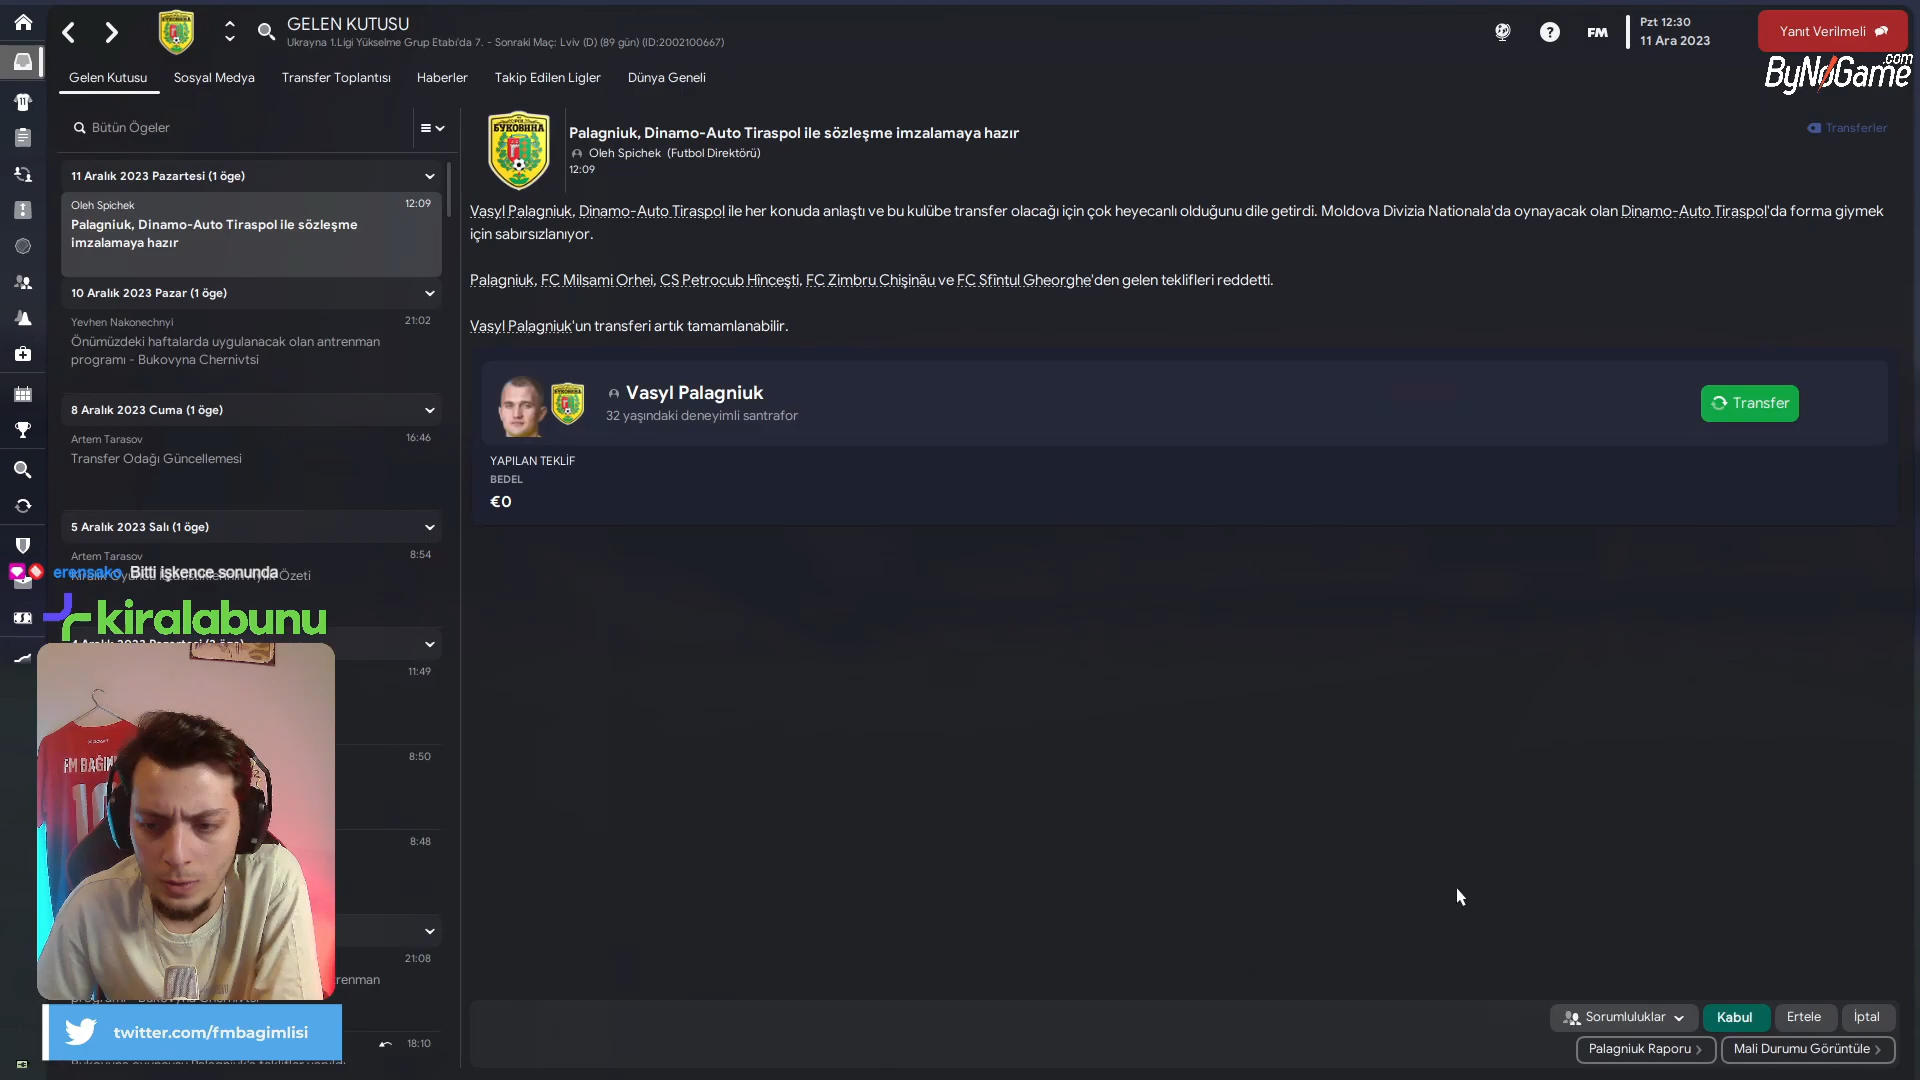 GELEN KUTUSU
Ukrayna 1.Ligi Yükselme Grup Etabı'da 7. - Sonraki Maç: Lviv (D) (89 gün) (ID:2002100667)
FM
Pzt 12:30
11 Ara 2023
Yanıt Verilmeli
ByNoGame.com
Gelen Kutusu
Sosyal Medya
Transfer Toplantısı
Haberler
Takip Edilen Ligler
Dünya Geneli
Bütün Ögeler
11 Aralık 2023 Pazartesi (1 öge)
Oleh Spichek 12:09
Palagniuk, Dinamo-Auto Tiraspol ile sözleşme
imzalamaya hazır
10 Aralık 2023 Pazar (1 öge)
Yevhen Nakonechnyi 21:02
Önümüzdeki haftalarda uygulanacak olan antrenman
programı - Bukovyna Chernivtsi
8 Aralık 2023 Cuma (1 öge)
Artem Tarasov 16:46
Transfer Odağı Güncellemesi
5 Aralık 2023 Salı (1 öge)
Artem Tarasov 8:54
Özeti
erensako Bitti işkence sonunda
kiralabunu
11:49
8:50
8:48
21:08
18:10
FM BAĞIM
twitter.com/fmbagimlisi
БУКОВИНА
Palagniuk, Dinamo-Auto Tiraspol ile sözleşme imzalamaya hazır
Oleh Spichek (Futbol Direktörü)
12:09
Transferler
Vasyl Palagniuk, Dinamo-Auto Tiraspol ile her konuda anlaştı ve bu kulübe transfer olacağı için çok heyecanlı olduğunu dile getirdi. Moldova Divizia Nationala'da oynayacak olan Dinamo-Auto Tiraspol'da forma giymek
için sabırsızlanıyor.
Palagniuk, FC Milsami Orhei, CS Petrocub Hînceşti, FC Zimbru Chişinău ve FC Sfîntul Gheorghe'den gelen teklifleri reddetti.
Vasyl Palagniuk'un transferi artık tamamlanabilir.
Vasyl Palagniuk
32 yaşındaki deneyimli santrafor
Transfer
YAPILAN TEKLİF
BEDEL
€0
Sorumluluklar
Kabul
Ertele
İptal
Palagniuk Raporu
Mali Durumu Görüntüle